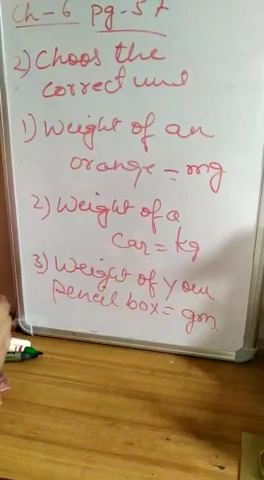 Ch-6 pg-57
2) Choos the
correct unit
1) Weight of an
orange = mg
2) Weight of a
Car = kg
3) Weight of your
pencil box = gm